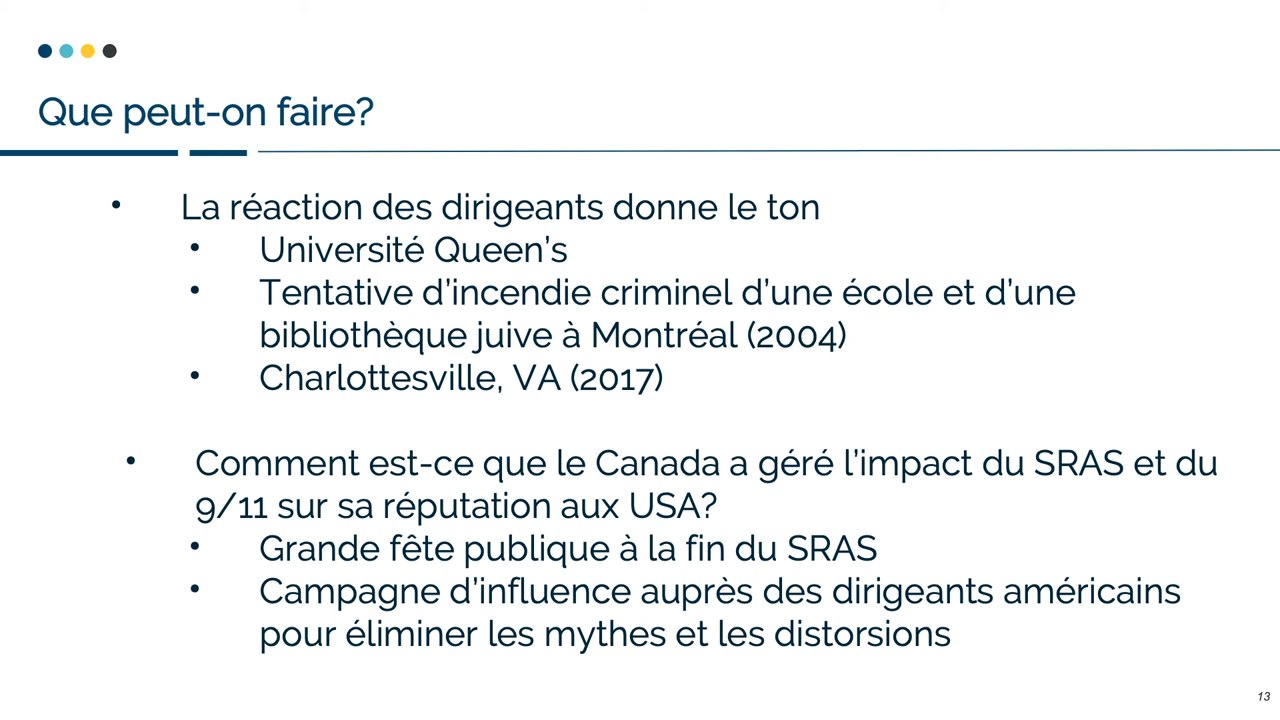 Que peut-on faire?
• La réaction des dirigeants donne le ton
• Université Queen’s
• Tentative d’incendie criminel d’une école et d’une
bibliothèque juive à Montréal (2004)
• Charlottesville, VA (2017)
• Comment est-ce que le Canada a géré l’impact du SRAS et du
9/11 sur sa réputation aux USA?
• Grande fête publique à la fin du SRAS
• Campagne d’influence auprès des dirigeants américains
pour éliminer les mythes et les distorsions
13